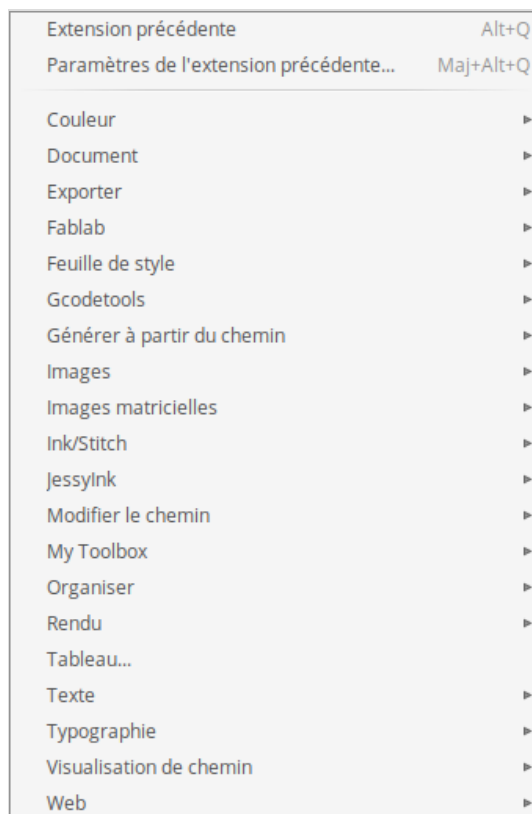 Extension précédente Alt+Q
Paramètres de l'extension précédente... Maj+Alt+Q
Couleur
Document
Exporter
Fablab
Feuille de style
Gcodetools
Générer à partir du chemin
Images
Images matricielles
Ink/Stitch
JessyInk
Modifier le chemin
My Toolbox
Organiser
Rendu
Tableau...
Texte
Typographie
Visualisation de chemin
Web